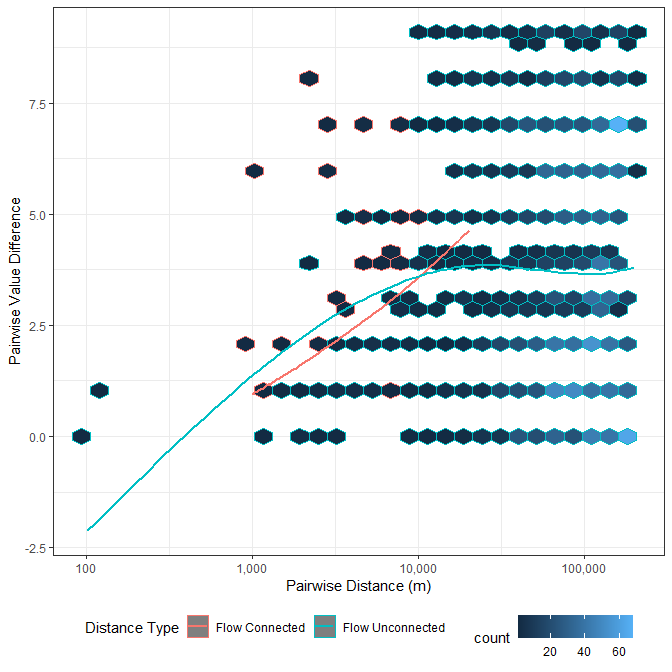 Pairwise Value Difference
7.5
5.0
2.5
0.0
-2.5
100
1,000
10,000
100,000
Pairwise Distance (m)
Distance Type
Flow Connected
Flow Unconnected
count
20
40
60